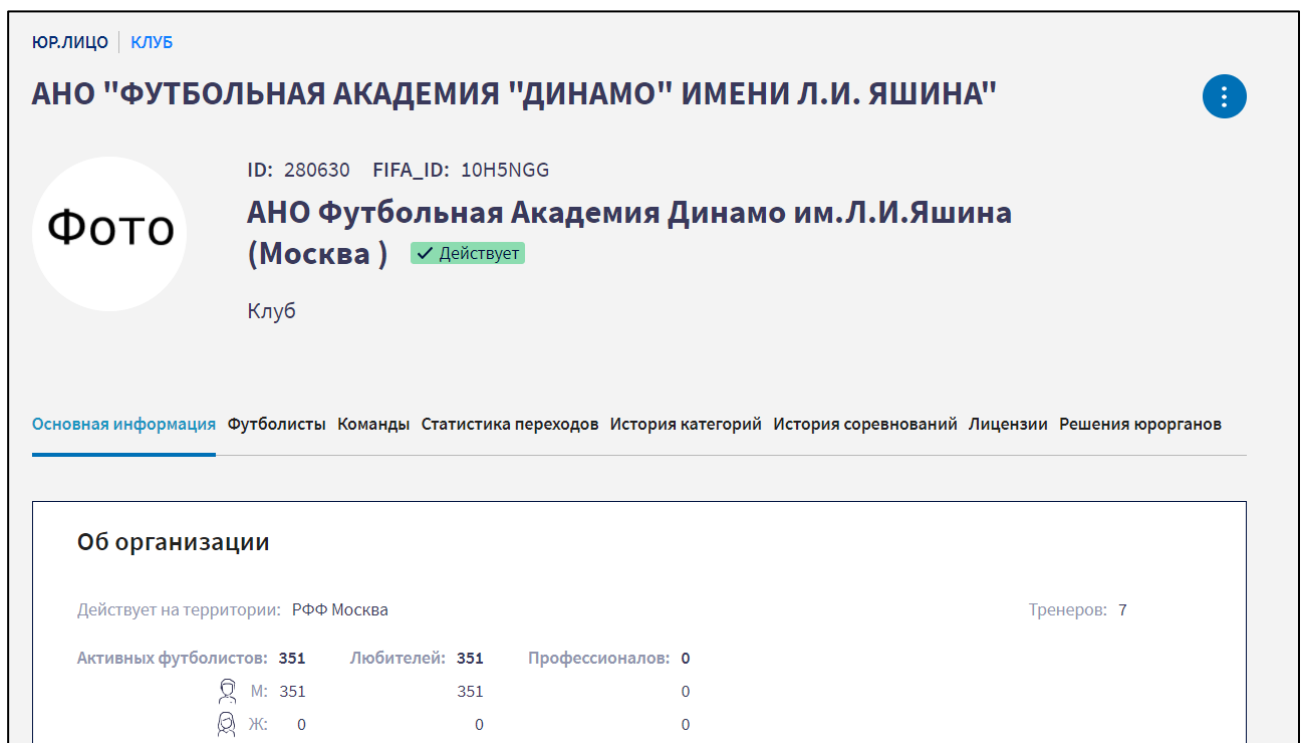 ЮР.ЛИЦО КЛУБ
АНО "ФУТБОЛЬНАЯ АКАДЕМИЯ "ДИНАМО" ИМЕНИ Л.И. ЯШИНА"
Фото
ID: 280630 FIFA_ID: 10H5NGG
АНО Футбольная Академия Динамо им.Л.И.Яшина
(Москва ) Действует
Клуб
Основная информация Футболисты Команды Статистика переходов История категорий История соревнований Лицензии Решения юрорганов
Об организации
Действует на территории: РФФ Москва Тренеров: 7
Активных футболистов: 351 Любителей: 351 Профессионалов: 0
М: 351 351 0
Ж: 0 0 0